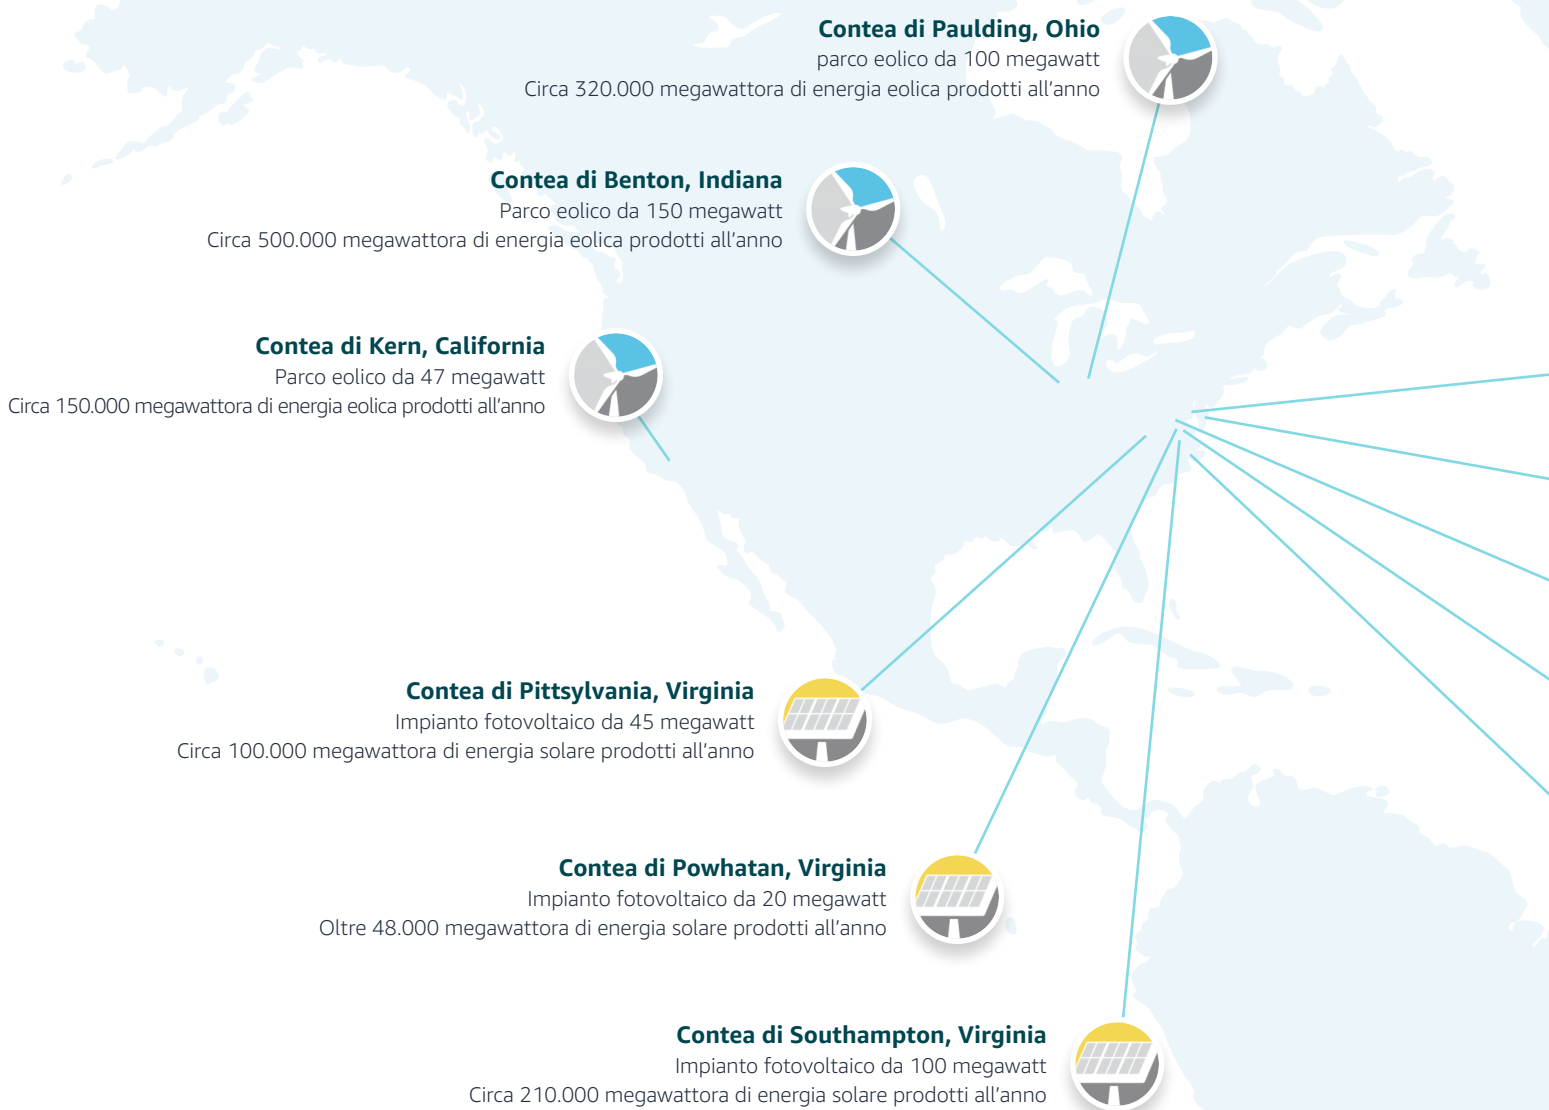 Contea di Paulding, Ohio
parco eolico da 100 megawatt
Circa 320.000 megawattora di energia eolica prodotti all'anno
Contea di Benton, Indiana
Parco eolico da 150 megawatt
Circa 500.000 megawattora di energia eolica prodotti all'anno
Contea di Kern, California
Parco eolico da 47 megawatt
Circa 150.000 megawattora di energia eolica prodotti all'anno
Contea di Pittsylvania, Virginia
Impianto fotovoltaico da 45 megawatt
Circa 100.000 megawattora di energia solare prodotti all'anno
Contea di Powhatan, Virginia
Impianto fotovoltaico da 20 megawatt
Oltre 48.000 megawattora di energia solare prodotti all'anno
Contea di Southampton, Virginia
Impianto fotovoltaico da 100 megawatt
Circa 210.000 megawattora di energia solare prodotti all'anno